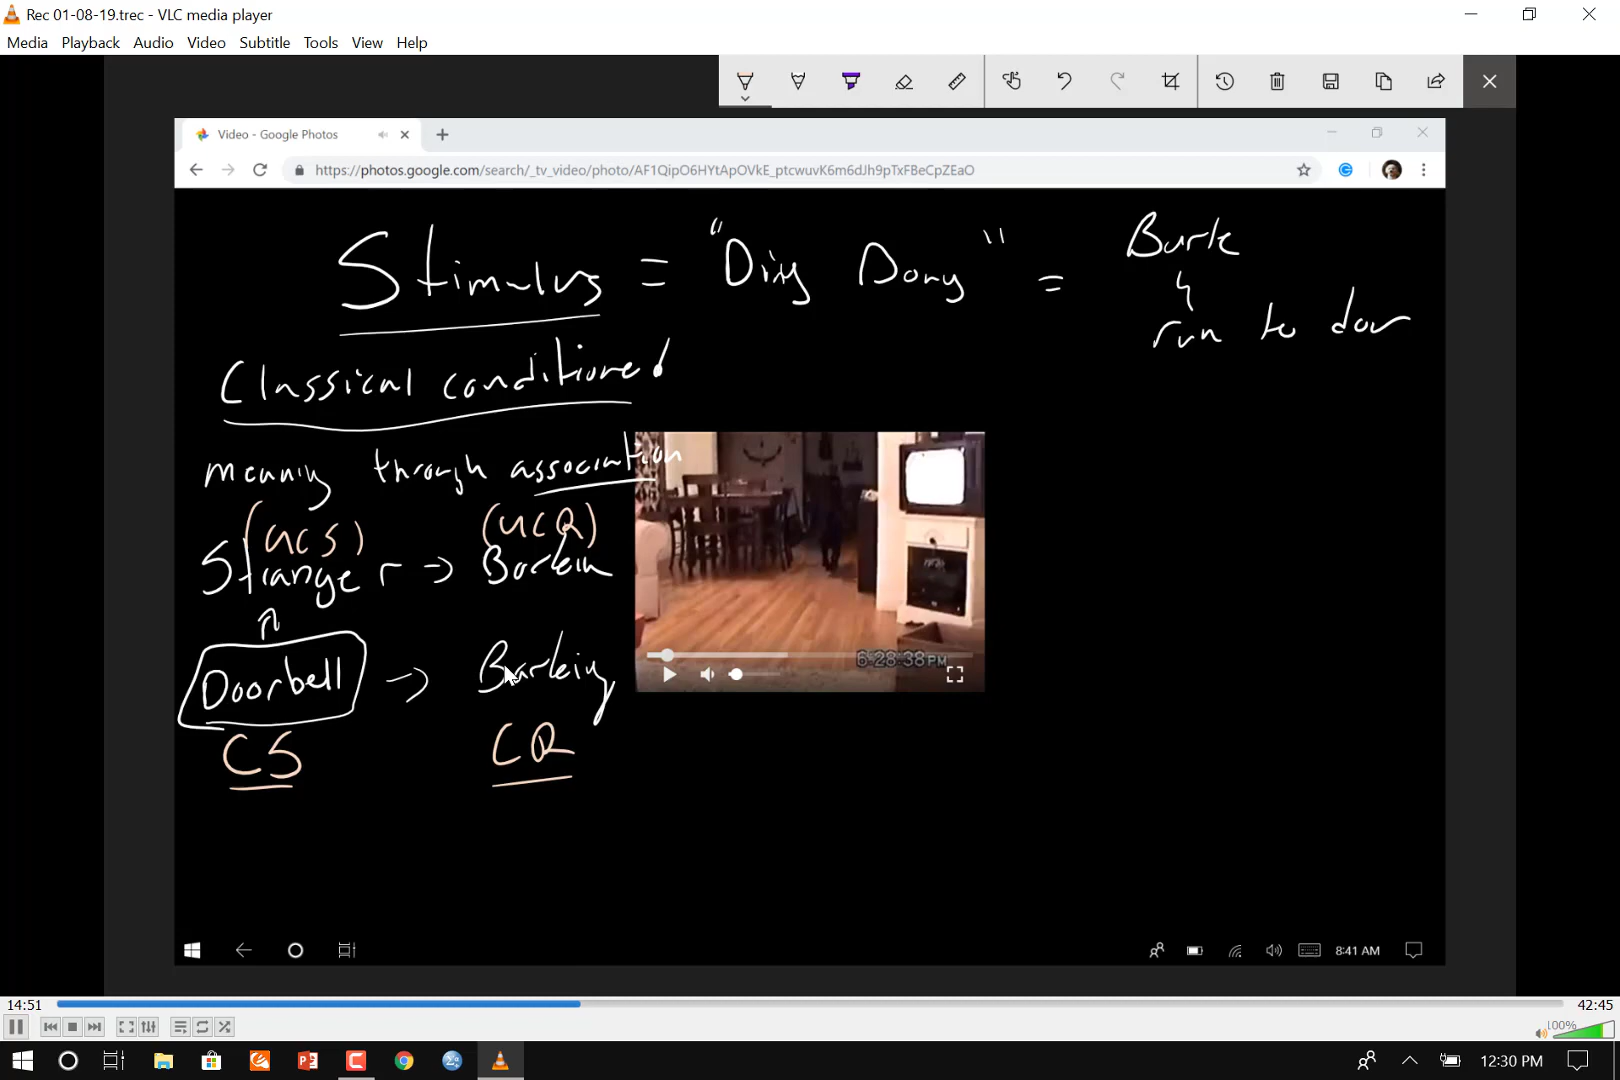 Rec 01-08-19.trec - VLC media player
Media Playback Audio Video Subtitle Tools View Help
Video - Google Photos
https://photos.google.com/search/_tv_video/photo/AF1QipO6HYtApOVkE_ptcwuvK6m6dJh9pTxFBeCpZEaO
Stimulus = "Ding Dong" = Bark
&
run to door
Classical conditioned
meaning through association
(UCS) (UCR)
Stranger → Barkin
Doorbell → Barking
CS CR
6:28:38PM
8:41 AM
14:51 42:45
100%
12:30 PM